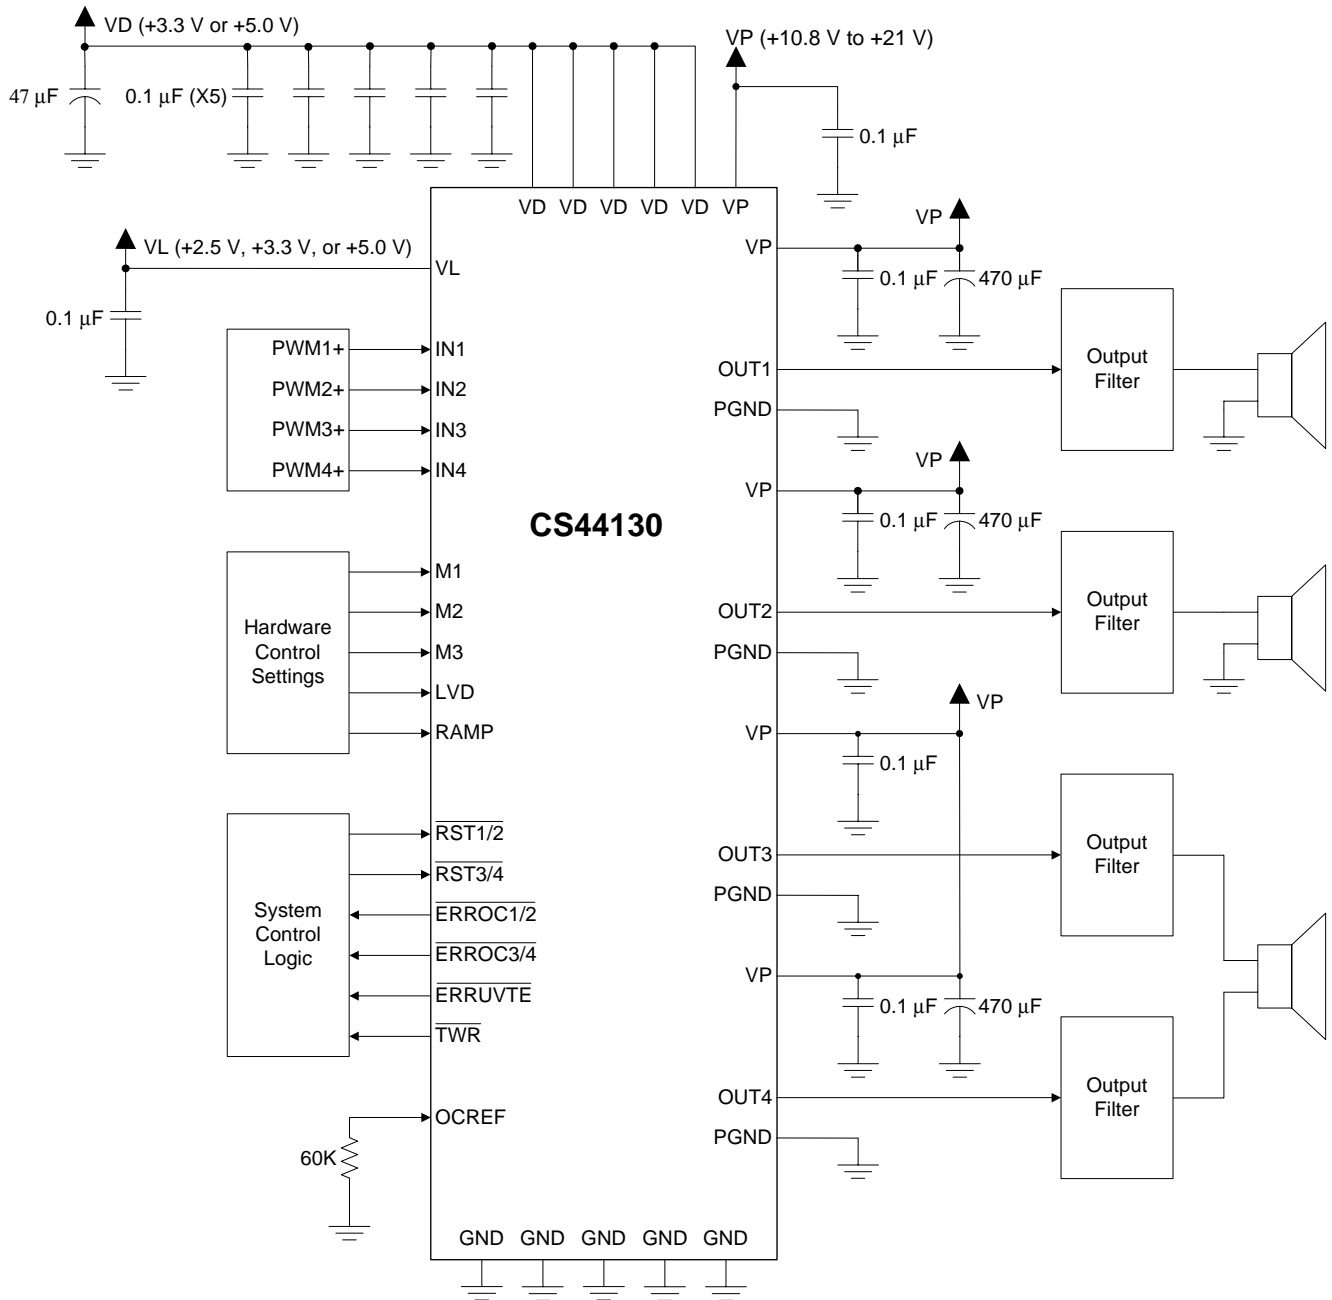 VD (+3.3 V or +5.0 V)
VP (+10.8 V to +21 V)
47 μF
0.1 μF (X5)
0.1 μF
VD VD VD VD VD VP
VP
VL (+2.5 V, +3.3 V, or +5.0 V)
VL
VP
0.1 μF
470 μF
0.1 μF
PWM1+
IN1
PWM2+
IN2
PWM3+
IN3
PWM4+
IN4
OUT1
Output
Filter
PGND
VP
VP
0.1 μF
470 μF
CS44130
M1
M2
M3
LVD
RAMP
Hardware
Control
Settings
OUT2
Output
Filter
PGND
VP
VP
0.1 μF
RST1/2
RST3/4
ERROC1/2
ERROC3/4
ERRUVTE
TWR
System
Control
Logic
OUT3
Output
Filter
PGND
VP
0.1 μF
470 μF
OCREF
60K
OUT4
Output
Filter
PGND
GND GND GND GND GND